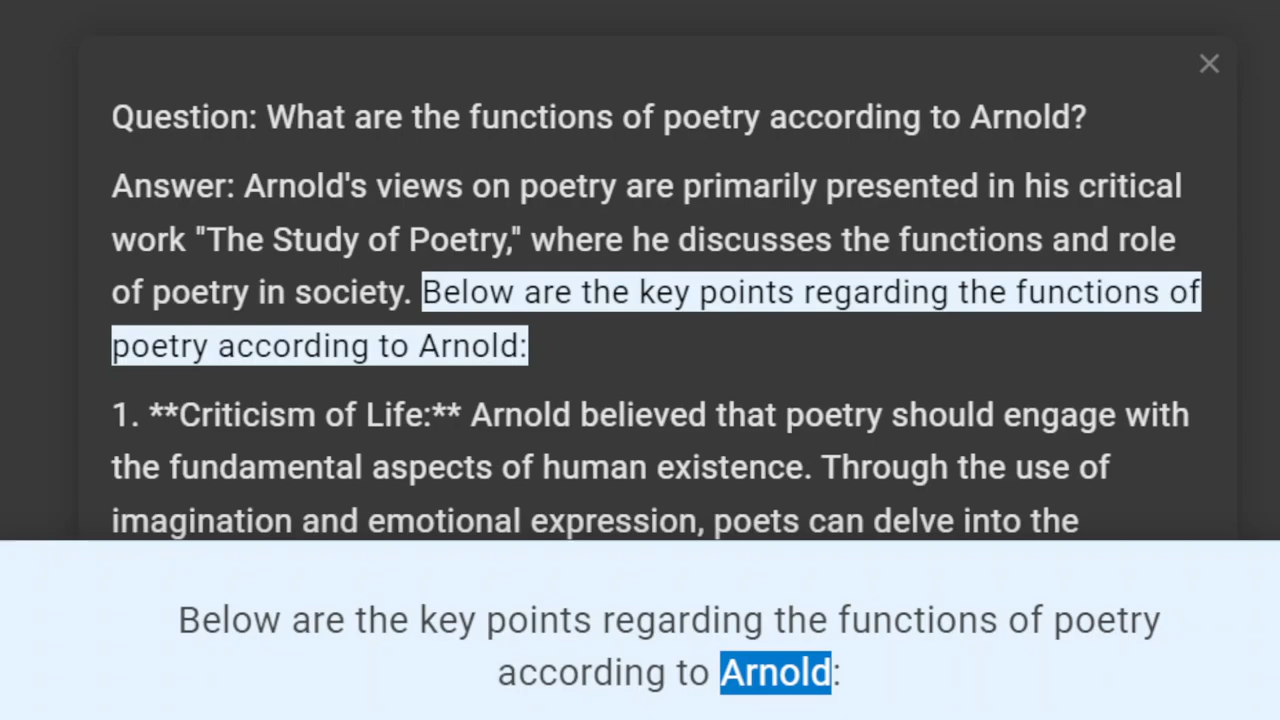 Question: What are the functions of poetry according to Arnold?
Answer: Arnold's views on poetry are primarily presented in his critical
work "The Study of Poetry," where he discusses the functions and role
of poetry in society. Below are the key points regarding the functions of
poetry according to Arnold:
1. **Criticism of Life:** Arnold believed that poetry should engage with
the fundamental aspects of human existence. Through the use of
imagination and emotional expression, poets can delve into the
Below are the key points regarding the functions of poetry
according to Arnold: